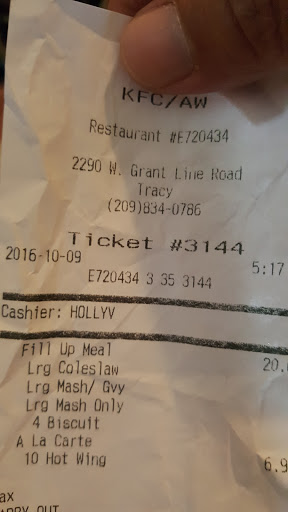 KFC/AW
Restaurant #E720434
2290 W. Grant Line Road
Tracy
(209)834-0786
Ticket #3144
2016-10-09 5:17
E720434 3 35 3144
Cashier: HOLLYV
Fill Up Meal 20.
Lrg Coleslaw
Lrg Mash/ Gvy
Lrg Mash Only
4 Biscuit
A La Carte
10 Hot Wing 6.9
ax
OUT